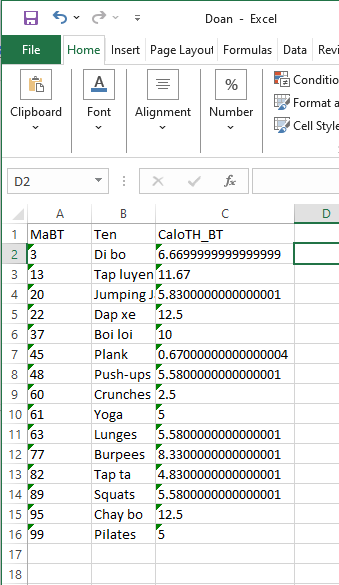 Doan - Excel
File Home Insert Page Layout Formulas Data Revi
Clipboard Font Alignment Number
Conditio
Format a
Cell Style
D2 fx
A B C D
1 MaBT Ten CaloTH_BT
2 3 Di bo 6.6699999999999999
3 13 Tap luyen 11.67
4 20 Jumping J 5.8300000000000001
5 22 Dap xe 12.5
6 37 Boi loi 10
7 45 Plank 0.67000000000000004
8 48 Push-ups 5.5800000000000001
9 60 Crunches 2.5
10 61 Yoga 5
11 63 Lunges 5.5800000000000001
12 77 Burpees 8.3300000000000001
13 82 Tap ta 4.8300000000000001
14 89 Squats 5.5800000000000001
15 95 Chay bo 12.5
16 99 Pilates 5
17
18